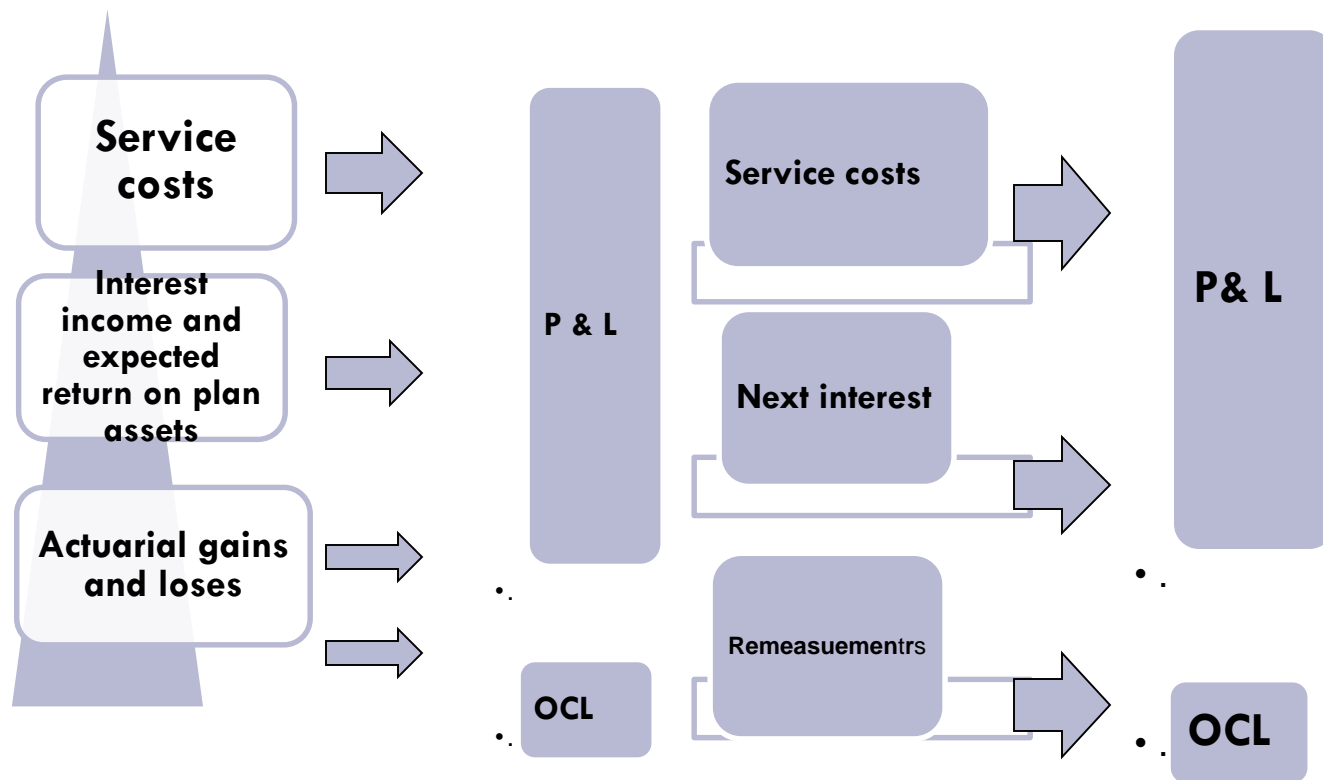 Service
costs
Interest
income and
expected
return on plan
assets
Actuarial gains
and loses
P & L
• .
OCL
• .
Service costs
Next interest
Remeasuementrs
P& L
• .
OCL
• .